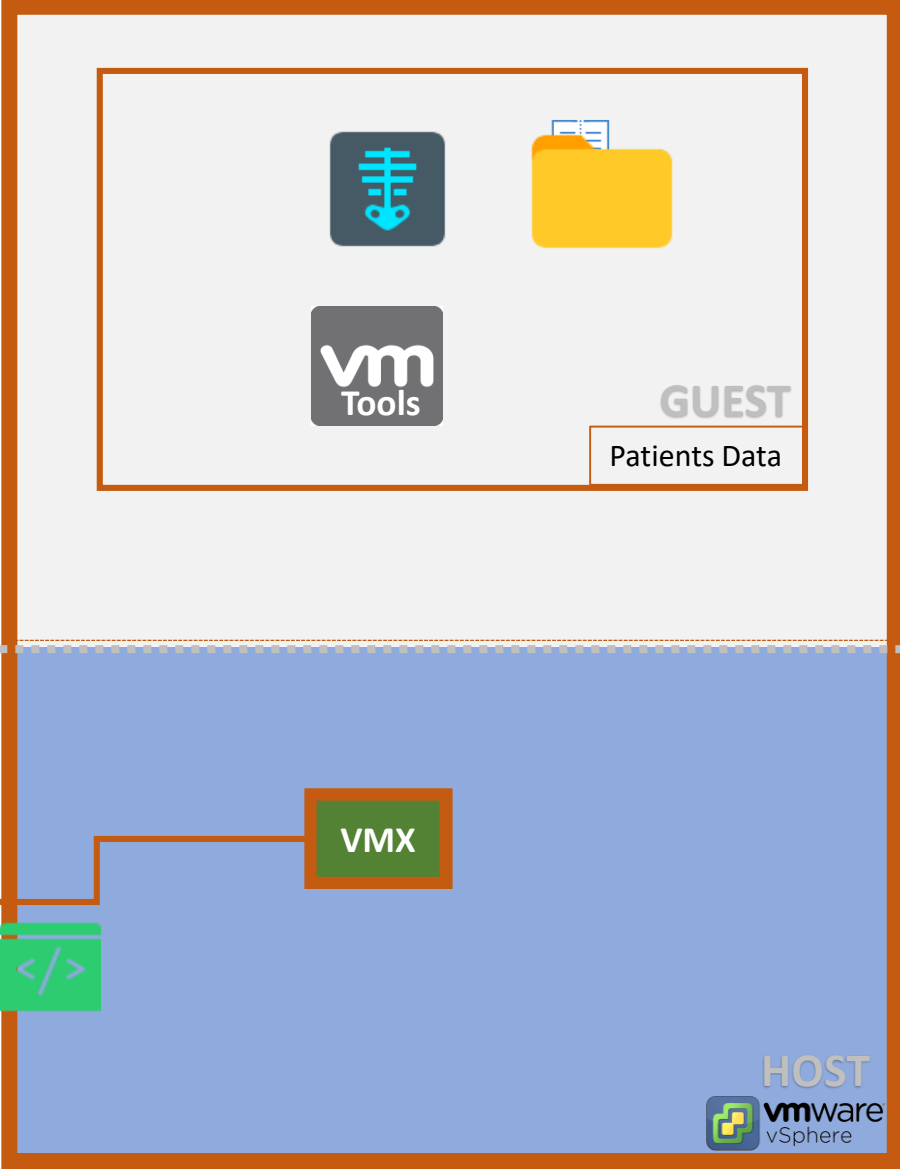 vm
Tools
GUEST
Patients Data
VMX
</>
HOST
vmware
vSphere